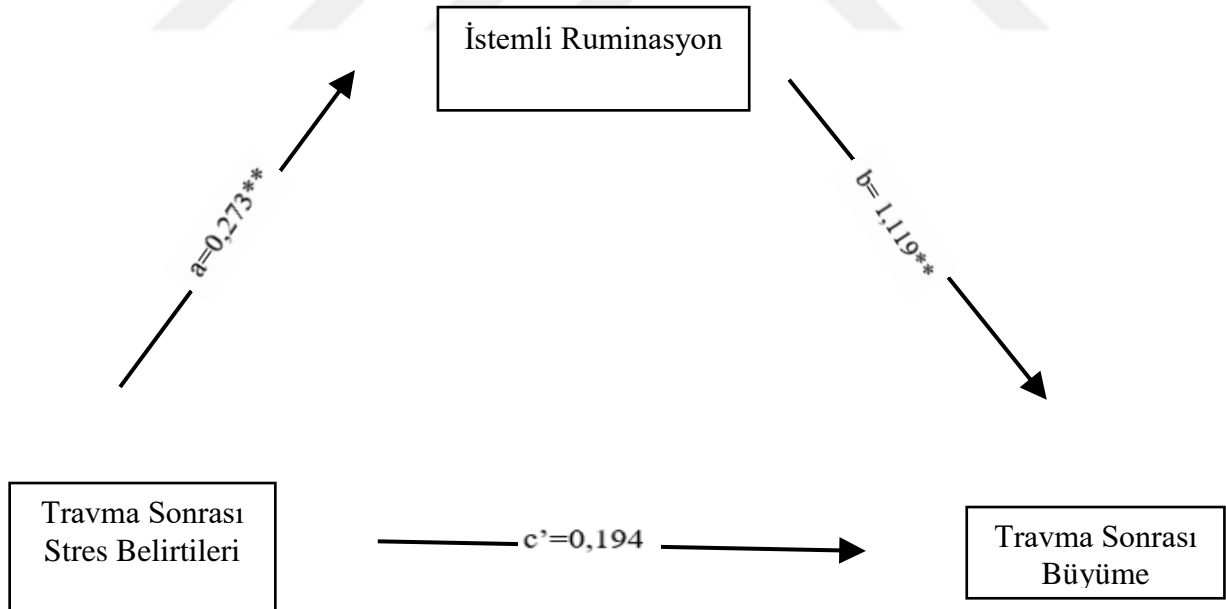 İstemli Ruminasyon
a=0,273**
b= 1,119**
Travma Sonrası
Stres Belirtileri
c’=0,194
Travma Sonrası
Büyüme